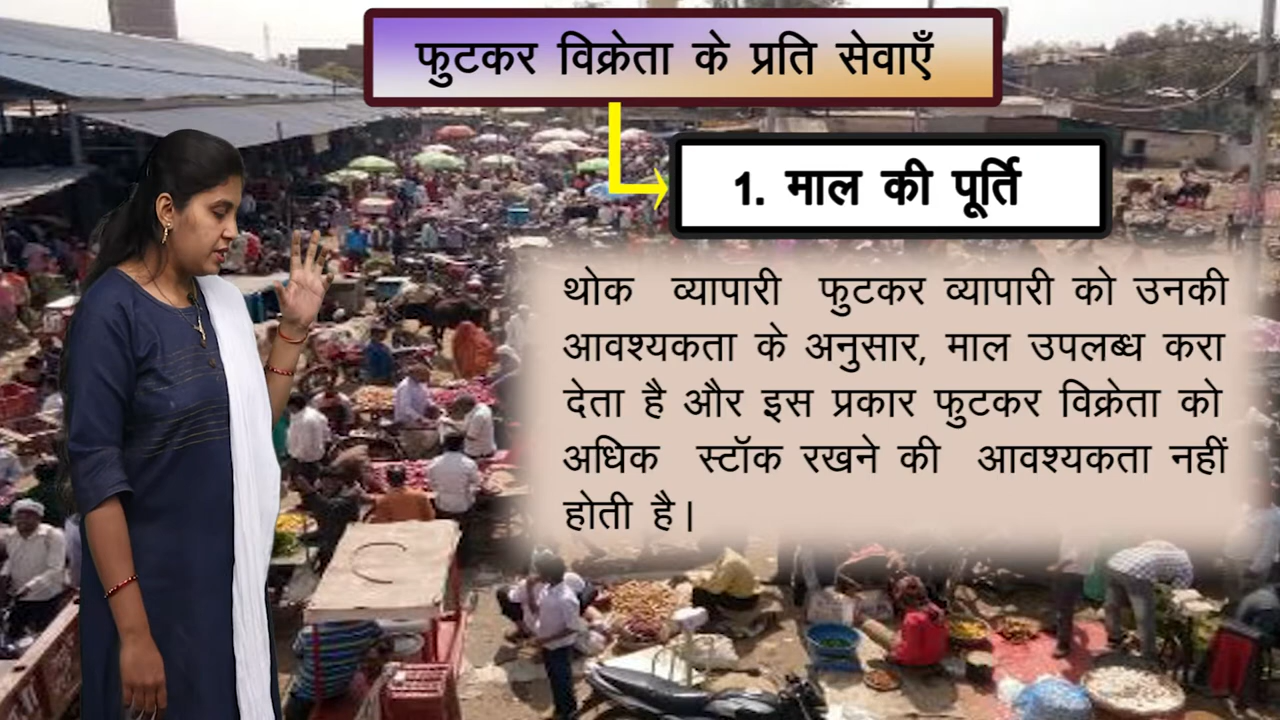 फुटकर विक्रेता के प्रति सेवाएँ
1. माल की पूर्ति
थोक व्यापारी फुटकर व्यापारी को उनकी
आवश्यकता के अनुसार, माल उपलब्ध करा
देता है और इस प्रकार फुटकर विक्रेता को
अधिक स्टॉक रखने की आवश्यकता नहीं
होती है।